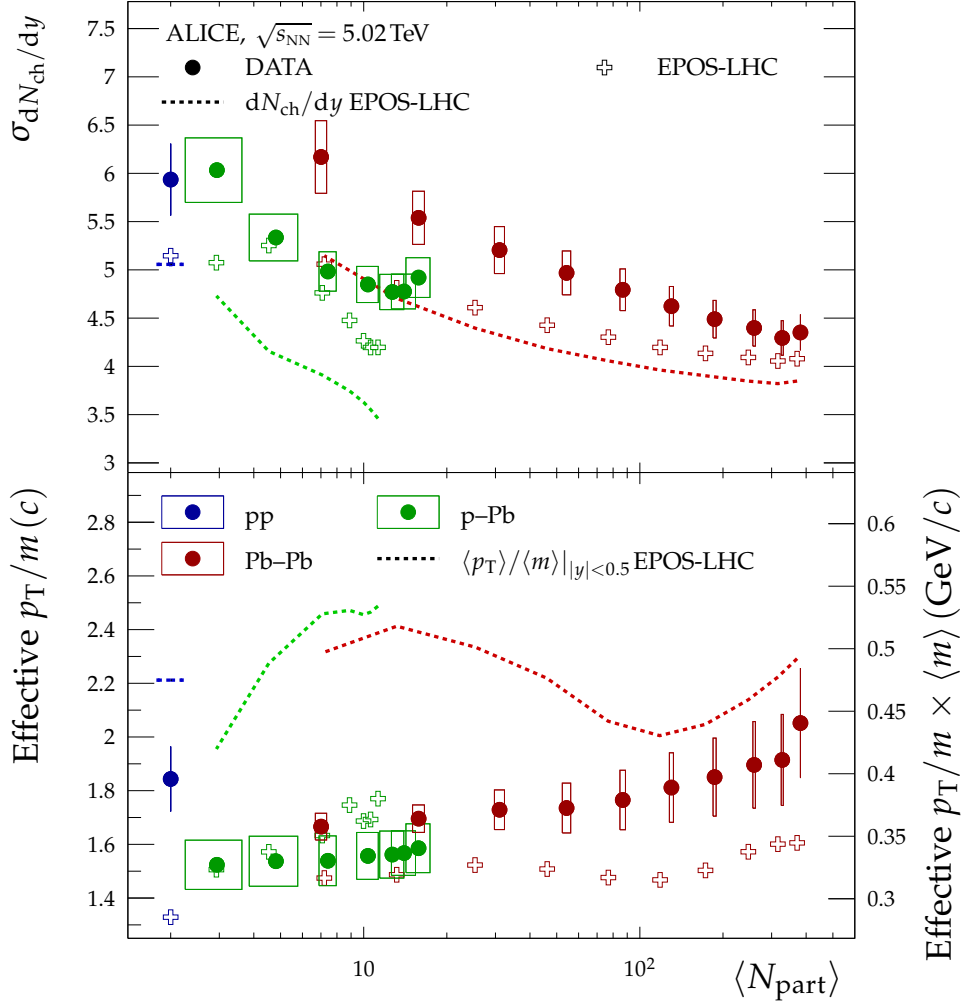 σ_{dN_ch/dy}
ALICE, √s_NN = 5.02 TeV
DATA
EPOS-LHC
dN_ch/dy EPOS-LHC
7.5
7
6.5
6
5.5
5
4.5
4
3.5
3
Effective p_T/m (c)
pp
p–Pb
Pb–Pb
⟨p_T⟩/⟨m⟩|_{|y|<0.5} EPOS-LHC
2.8
2.6
2.4
2.2
2
1.8
1.6
1.4
0.6
0.55
0.5
0.45
0.4
0.35
0.3
Effective p_T/m × ⟨m⟩ (GeV/c)
10
10²
⟨N_part⟩